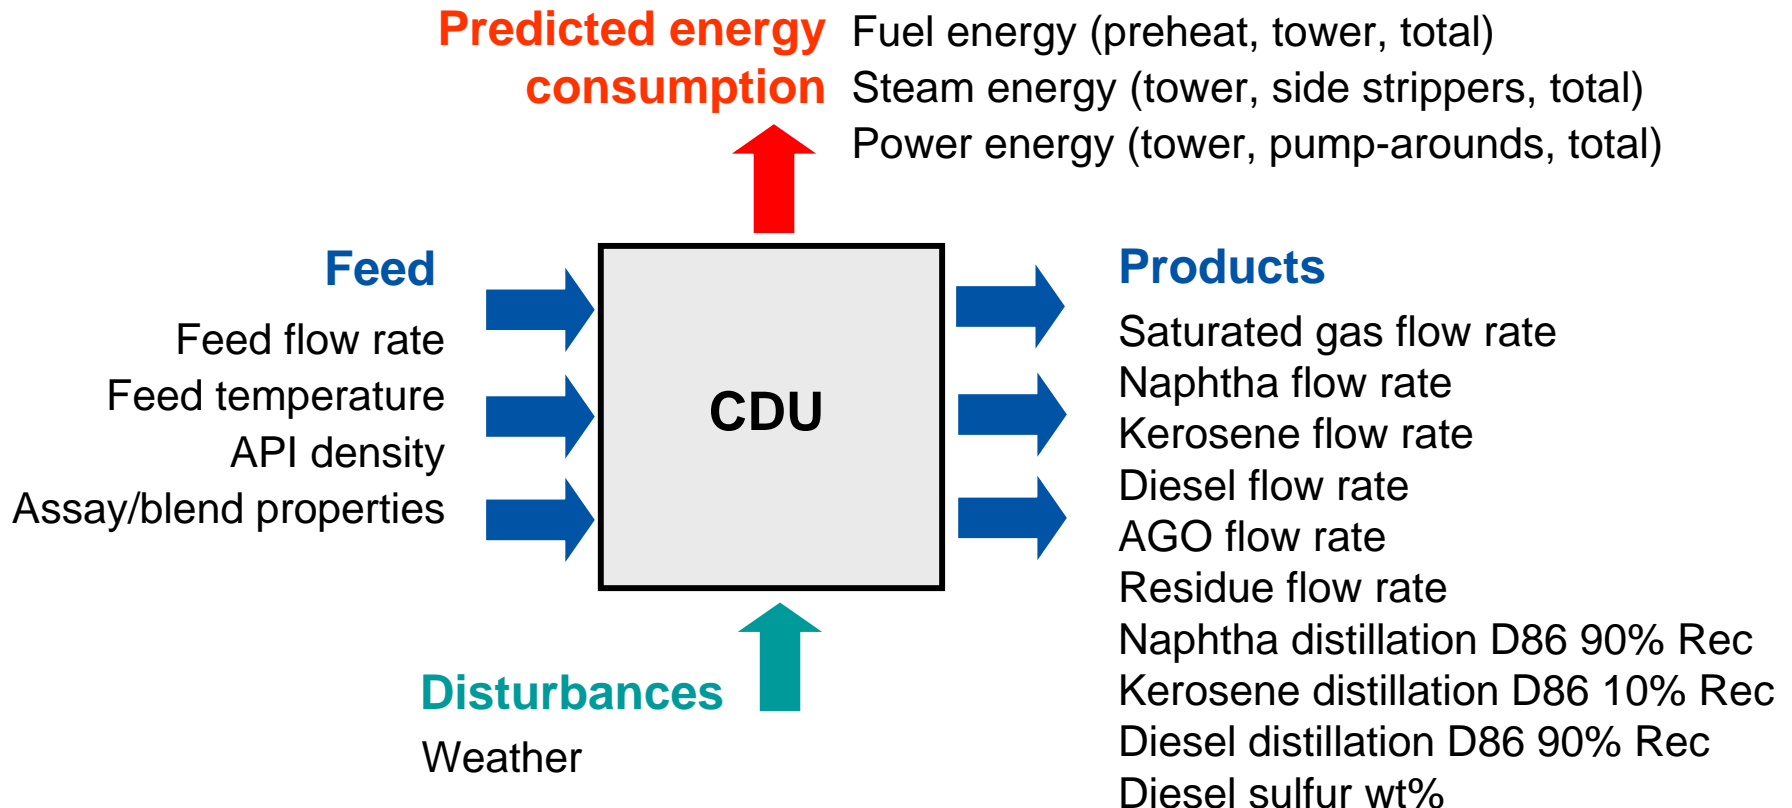 Predicted energy
consumption
Fuel energy (preheat, tower, total)
Steam energy (tower, side strippers, total)
Power energy (tower, pump-arounds, total)
Feed
Feed flow rate
Feed temperature
API density
Assay/blend properties
CDU
Products
Saturated gas flow rate
Naphtha flow rate
Kerosene flow rate
Diesel flow rate
AGO flow rate
Residue flow rate
Naphtha distillation D86 90% Rec
Kerosene distillation D86 10% Rec
Diesel distillation D86 90% Rec
Diesel sulfur wt%
Disturbances
Weather